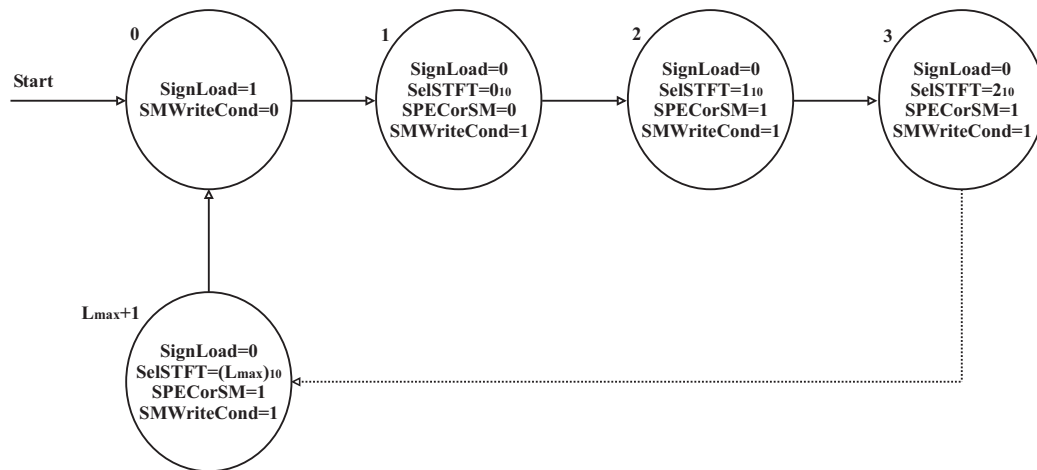 Start
0
SignLoad=1
SMWriteCond=0
1
SignLoad=0
SelSTFT=0₁₀
SPECorSM=0
SMWriteCond=1
2
SignLoad=0
SelSTFT=1₁₀
SPECorSM=1
SMWriteCond=1
3
SignLoad=0
SelSTFT=2₁₀
SPECorSM=1
SMWriteCond=1
Lmax+1
SignLoad=0
SelSTFT=(Lmax)₁₀
SPECorSM=1
SMWriteCond=1